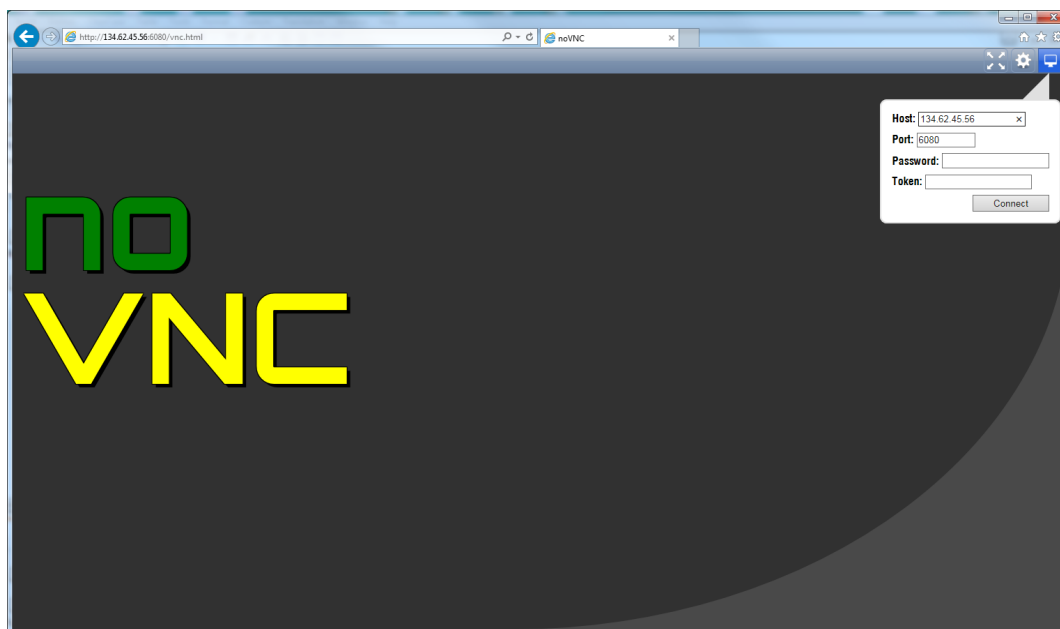 http://134.62.45.56:6080/vnc.html
noVNC
Host: 134.62.45.56
Port: 6080
Password:
Token:
Connect
no
VNC